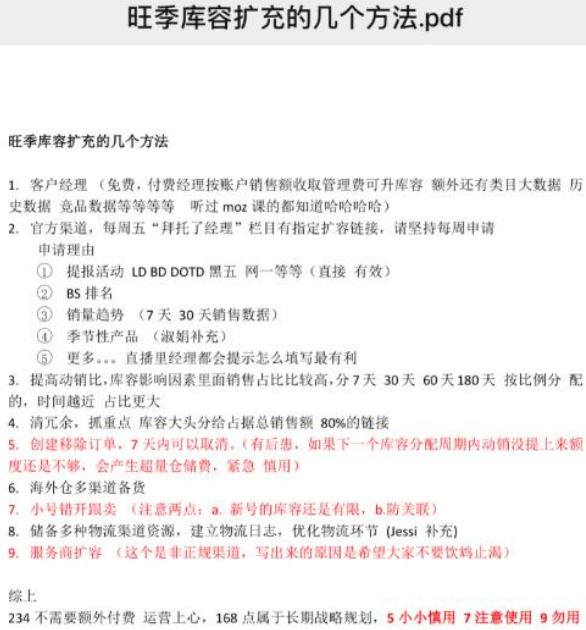 旺季库容扩充的几个方法.pdf
旺季库容扩充的几个方法
1. 客户经理 （免费，付费经理按账户销售额收取管理费可升库容 额外还有类目大数据 历
史数据 竞品数据等等等等 听过 moz 课的都知道哈哈哈哈）
2. 官方渠道，每周五“拜托了经理”栏目有指定扩容链接，请坚持每周申请
申请理由
① 提报活动 LD BD DOTD 黑五 网一等等（直接 有效）
② BS 排名
③ 销量趋势 （7 天 30 天销售数据）
④ 季节性产品 （淑娟补充）
⑤ 更多。。。直播里经理都会提示怎么填写最有利
3. 提高动销比，库容影响因素里面销售占比比较高，分 7 天 30 天 60 天 180 天 按比例分 配
的，时间越近 占比更大
4. 清冗余，抓重点 库容大头分给占据总销售额 80%的链接
5. 创建移除订单，7 天内可以取消。（有后患，如果下一个库容分配周期内动销没提上来额
度还是不够，会产生超量仓储费，紧急 慎用）
6. 海外仓多渠道备货
7. 小号错开跟卖 （注意两点：a. 新号的库容还是有限，b.防关联）
8. 储备多种物流渠道资源，建立物流日志，优化物流环节 (Jessi 补充)
9. 服务商扩容 （这个是非正规渠道，写出来的原因是希望大家不要饮鸩止渴）
综上
234 不需要额外付费 运营上心，168 点属于长期战略规划，5 小小慎用 7 注意使用 9 勿用